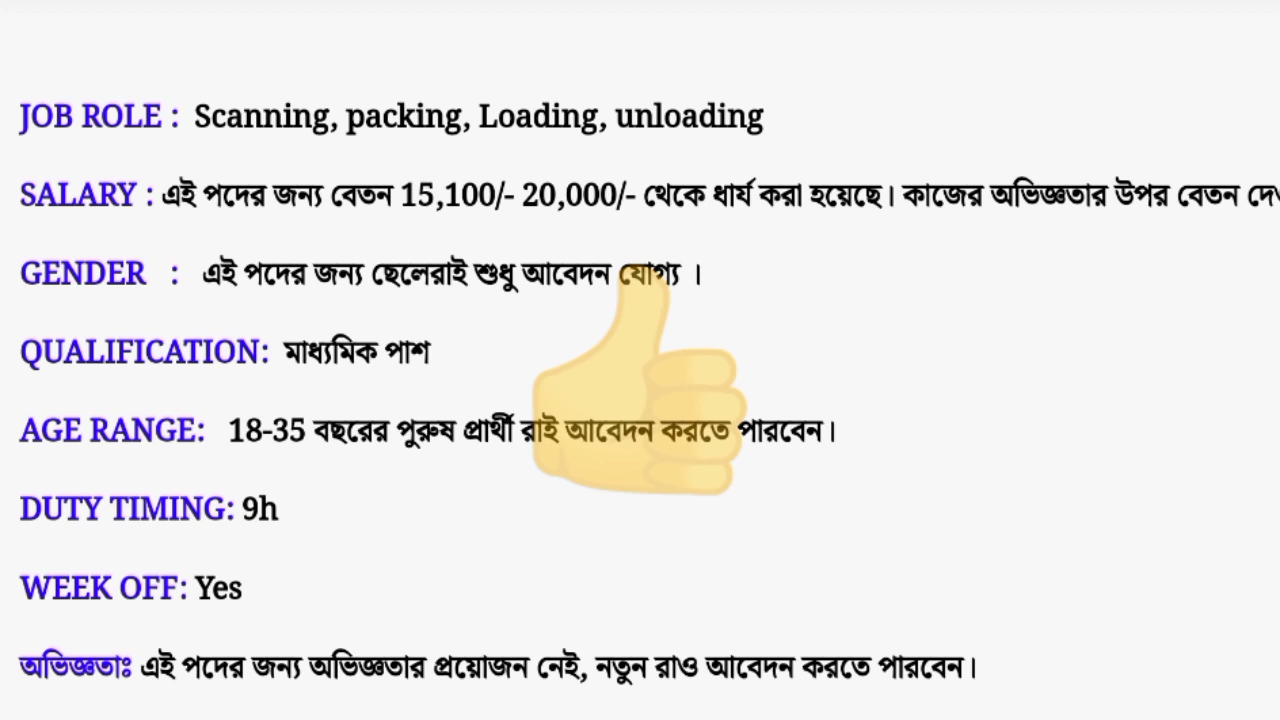 JOB ROLE : Scanning, packing, Loading, unloading
SALARY : এই পদের জন্য বেতন 15,100/- 20,000/- থেকে ধার্য করা হয়েছে। কাজের অভিজ্ঞতার উপর বেতন
GENDER : এই পদের জন্য ছেলেরাই শুধু আবেদন যোগ্য ।
QUALIFICATION: মাধ্যমিক পাশ
AGE RANGE: 18-35 বছরের পুরুষ প্রার্থী রাই আবেদন করতে পারবেন।
DUTY TIMING: 9h
WEEK OFF: Yes
অভিজ্ঞতাঃ এই পদের জন্য অভিজ্ঞতার প্রয়োজন নেই, নতুন রাও আবেদন করতে পারবেন।